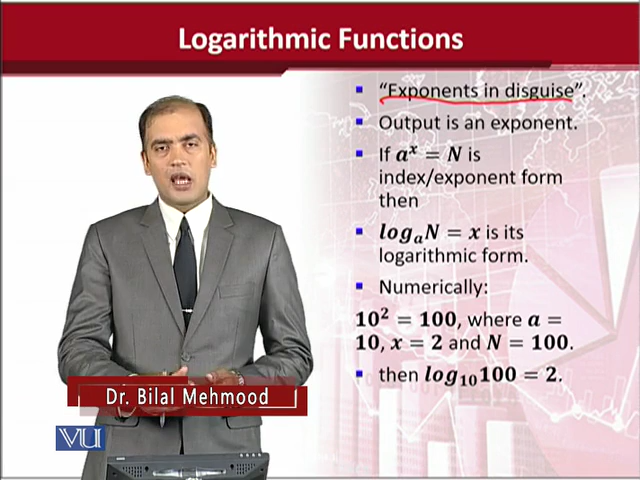 Logarithmic Functions
▪ “Exponents in disguise”.
▪ Output is an exponent.
▪ If aˣ = N is
index/exponent form
then
▪ logₐN = x is its
logarithmic form.
▪ Numerically:
10² = 100, where a =
10, x = 2 and N = 100.
▪ then log₁₀100 = 2.
Dr. Bilal Mehmood
VU